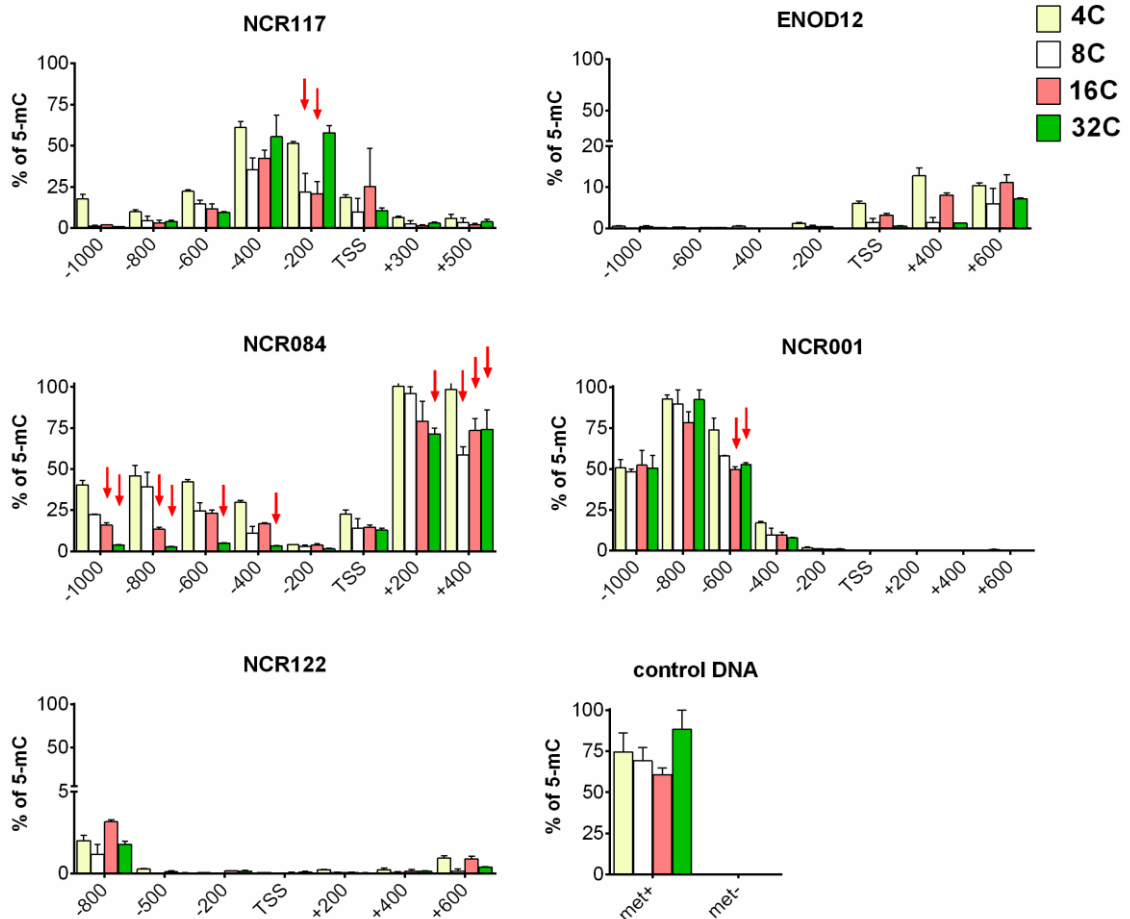 NCR117
% of 5-mC
100
75
50
25
0
-1000 -800 -600 -400 -200 TSS +300 +500
ENOD12
% of 5-mC
100
50
20
10
0
-1000 -600 -400 -200 TSS +400 +600
4C
8C
16C
32C
NCR084
% of 5-mC
100
75
50
25
0
-1000 -800 -600 -400 -200 TSS +200 +400
NCR001
% of 5-mC
100
75
50
25
0
-1000 -800 -600 -400 -200 TSS +200 +400 +600
NCR122
% of 5-mC
100
50
5
0
-800 -500 -200 TSS +200 +400 +600
control DNA
% of 5-mC
100
75
50
25
0
met+ met-